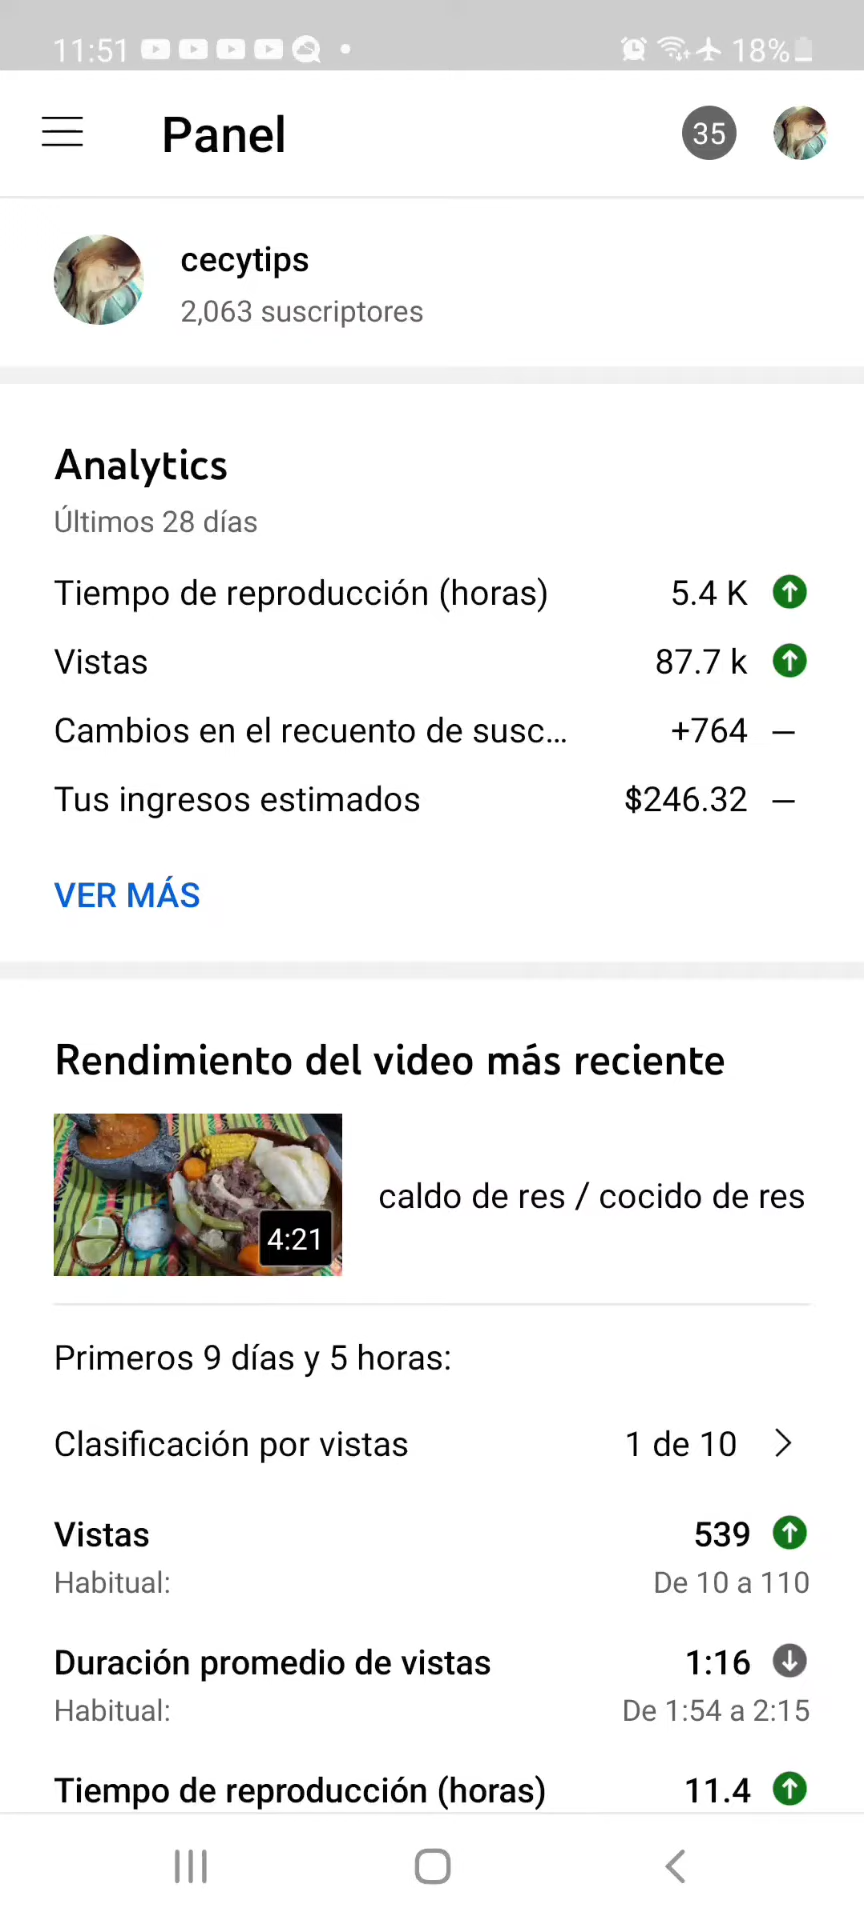 11:51 18%
Panel 35
cecytips
2,063 suscriptores
Analytics
Últimos 28 días
Tiempo de reproducción (horas) 5.4 K
Vistas 87.7 k
Cambios en el recuento de susc... +764 —
Tus ingresos estimados $246.32 —
VER MÁS
Rendimiento del video más reciente
4:21
caldo de res / cocido de res
Primeros 9 días y 5 horas:
Clasificación por vistas 1 de 10
Vistas 539
Habitual: De 10 a 110
Duración promedio de vistas 1:16
Habitual: De 1:54 a 2:15
Tiempo de reproducción (horas) 11.4